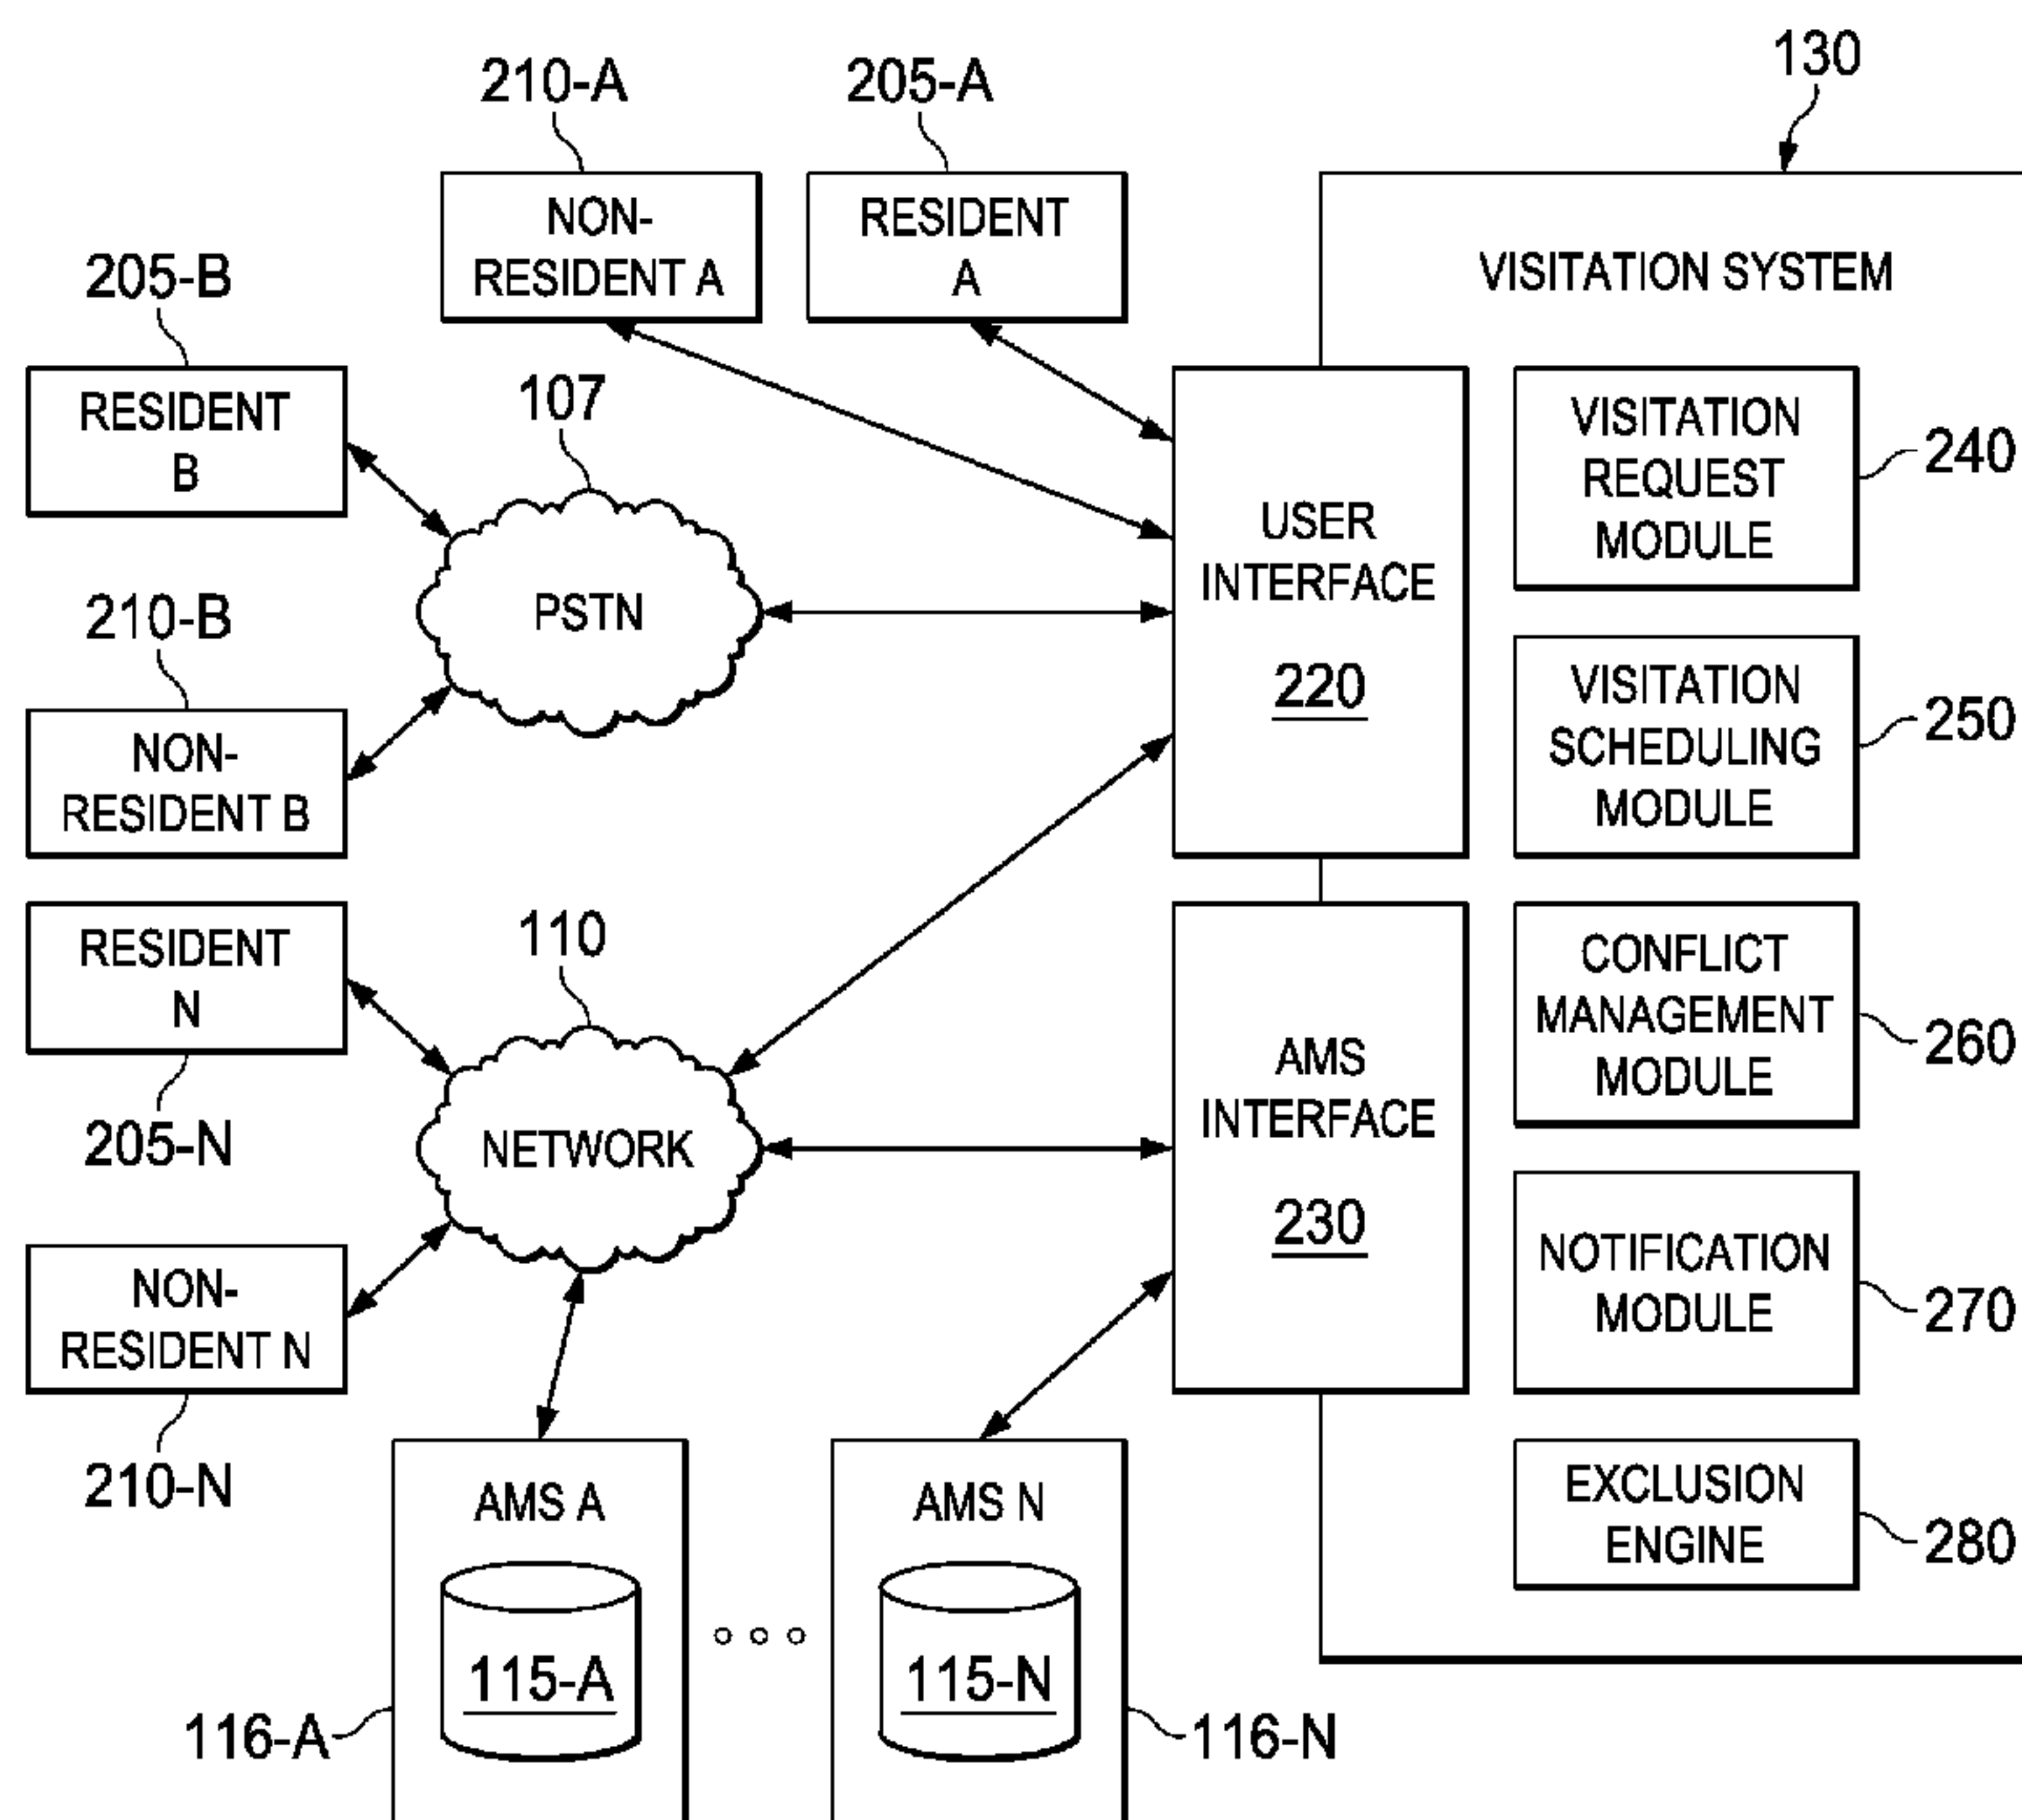 130
210-A
205-A
NON-
RESIDENT A
RESIDENT
A
VISITATION SYSTEM
205-B
RESIDENT
B
107
PSTN
USER
INTERFACE
220
VISITATION
REQUEST
MODULE
240
210-B
NON-
RESIDENT B
VISITATION
SCHEDULING
MODULE
250
RESIDENT
N
205-N
110
NETWORK
AMS
INTERFACE
230
CONFLICT
MANAGEMENT
MODULE
260
NON-
RESIDENT N
210-N
NOTIFICATION
MODULE
270
AMS A
115-A
116-A
AMS N
115-N
116-N
EXCLUSION
ENGINE
280